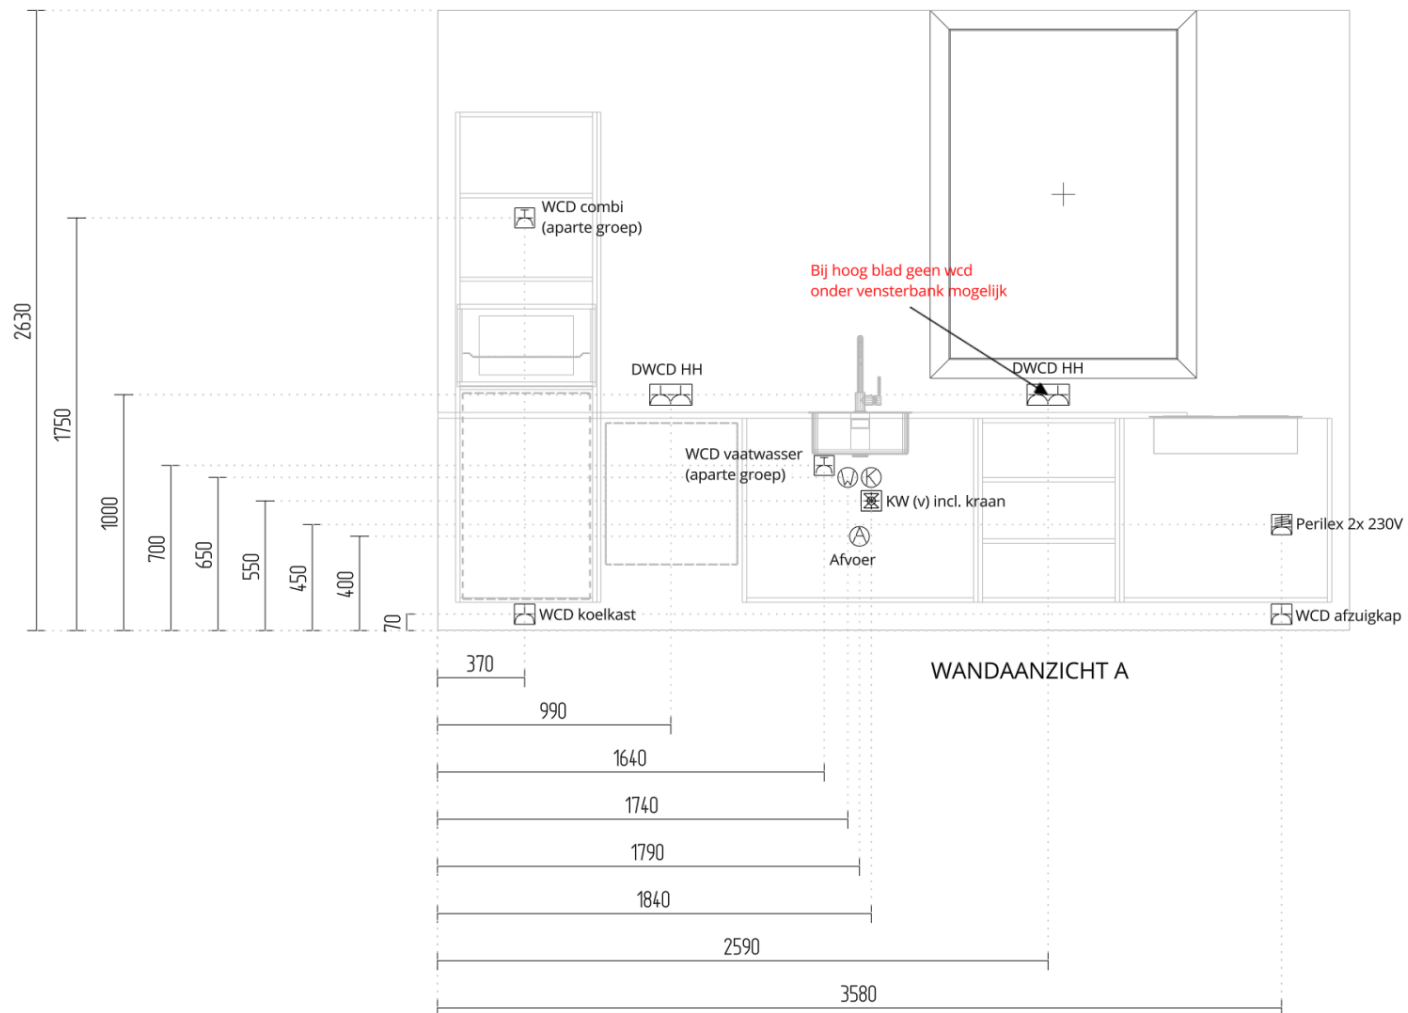 WCD combi
(aparte groep)
Bij hoog blad geen wcd
onder vensterbank mogelijk
2630
1750
1000
700
650
550
450
400
70
DWCD HH
DWCD HH
WCD vaatwasser
(aparte groep)
W
K
KW (v) incl. kraan
A
Afvoer
Perilex 2x 230V
WCD koelkast
WCD afzuigkap
WANDAANZICHT A
370
990
1640
1740
1790
1840
2590
3580